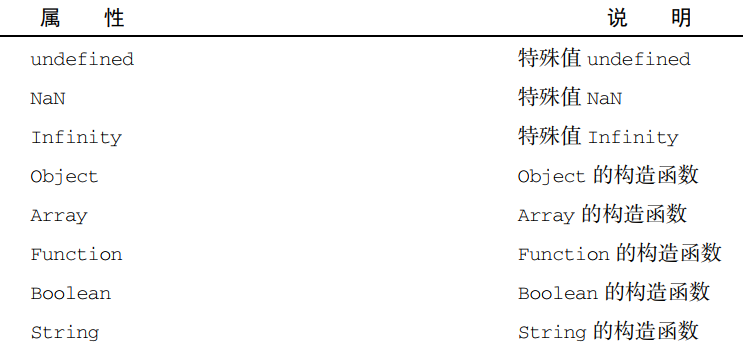 属 性 说 明
undefined 特殊值 undefined
NaN 特殊值 NaN
Infinity 特殊值 Infinity
Object Object 的构造函数
Array Array 的构造函数
Function Function 的构造函数
Boolean Boolean 的构造函数
String String 的构造函数